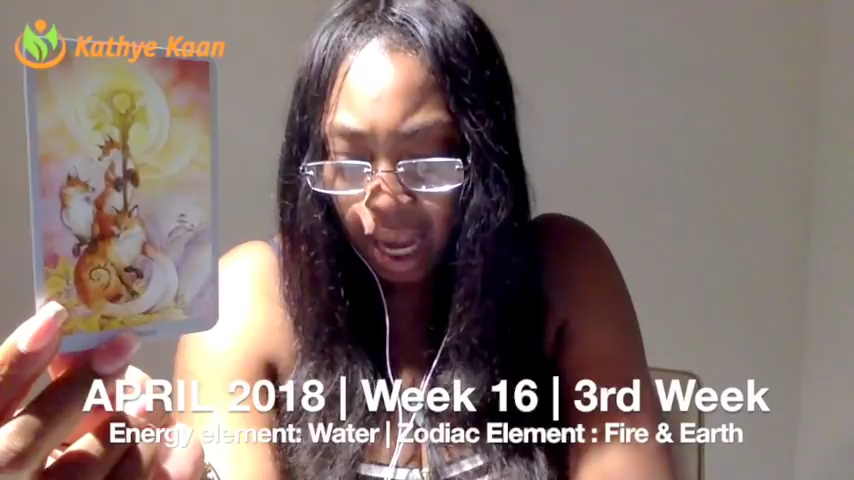 Kathye Kaan
APRIL 2018 | Week 16 | 3rd Week
Energy element: Water | Zodiac Element : Fire & Earth